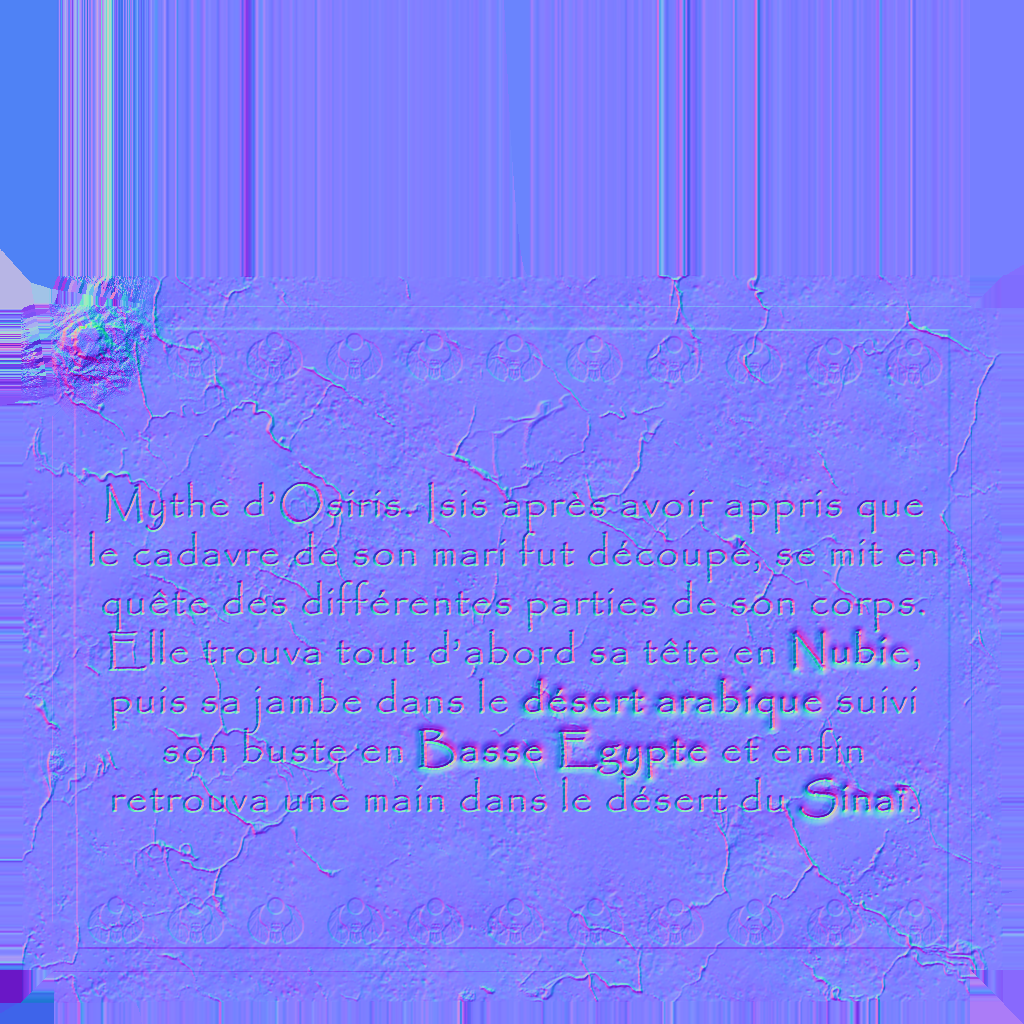 Mythe d'Osiris. Isis après avoir appris que
le cadavre de son mari fut découpé, se mit en
quête des différentes parties de son corps.
Elle trouva tout d'abord sa tête en Nubie,
puis sa jambe dans le désert arabique suivi
son buste en Basse Egypte et enfin
retrouva une main dans le désert du Sinaï.